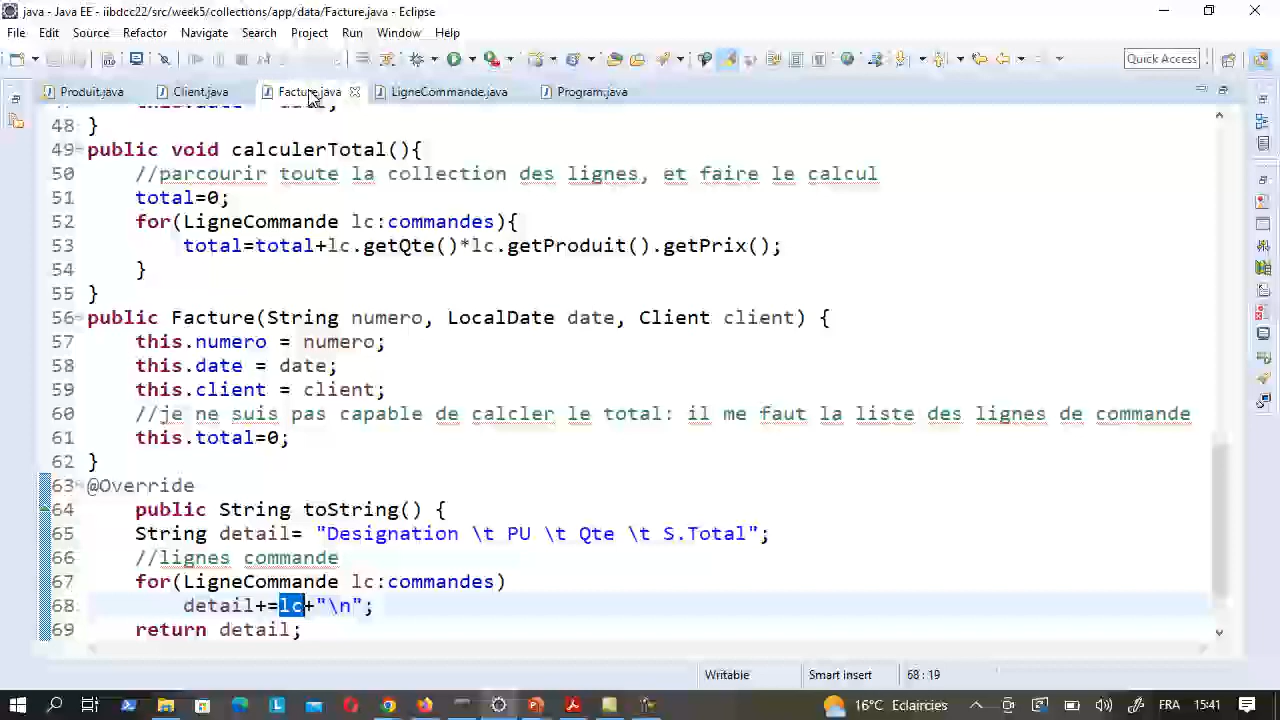 java - Java EE - iibdcc22/src/week5/collections/app/data/Facture.java - Eclipse
File Edit Source Refactor Navigate Search Project Run Window Help
Quick Access
Produit.java Client.java Facture.java LigneCommande.java Program.java
48 }
49 public void calculerTotal(){
50 //parcourir toute la collection des lignes, et faire le calcul
51 total=0;
52 for(LigneCommande lc:commandes){
53 total=total+lc.getQte()*lc.getProduit().getPrix();
54 }
55 }
56 public Facture(String numero, LocalDate date, Client client) {
57 this.numero = numero;
58 this.date = date;
59 this.client = client;
60 //je ne suis pas capable de calcler le total: il me faut la liste des lignes de commande
61 this.total=0;
62 }
63 @Override
64 public String toString() {
65 String detail= "Designation \t PU \t Qte \t S.Total";
66 //lignes commande
67 for(LigneCommande lc:commandes)
68 detail+=lc+"\n";
69 return detail;
Writable Smart Insert 68 : 19
16°C Eclaircies FRA 15:41